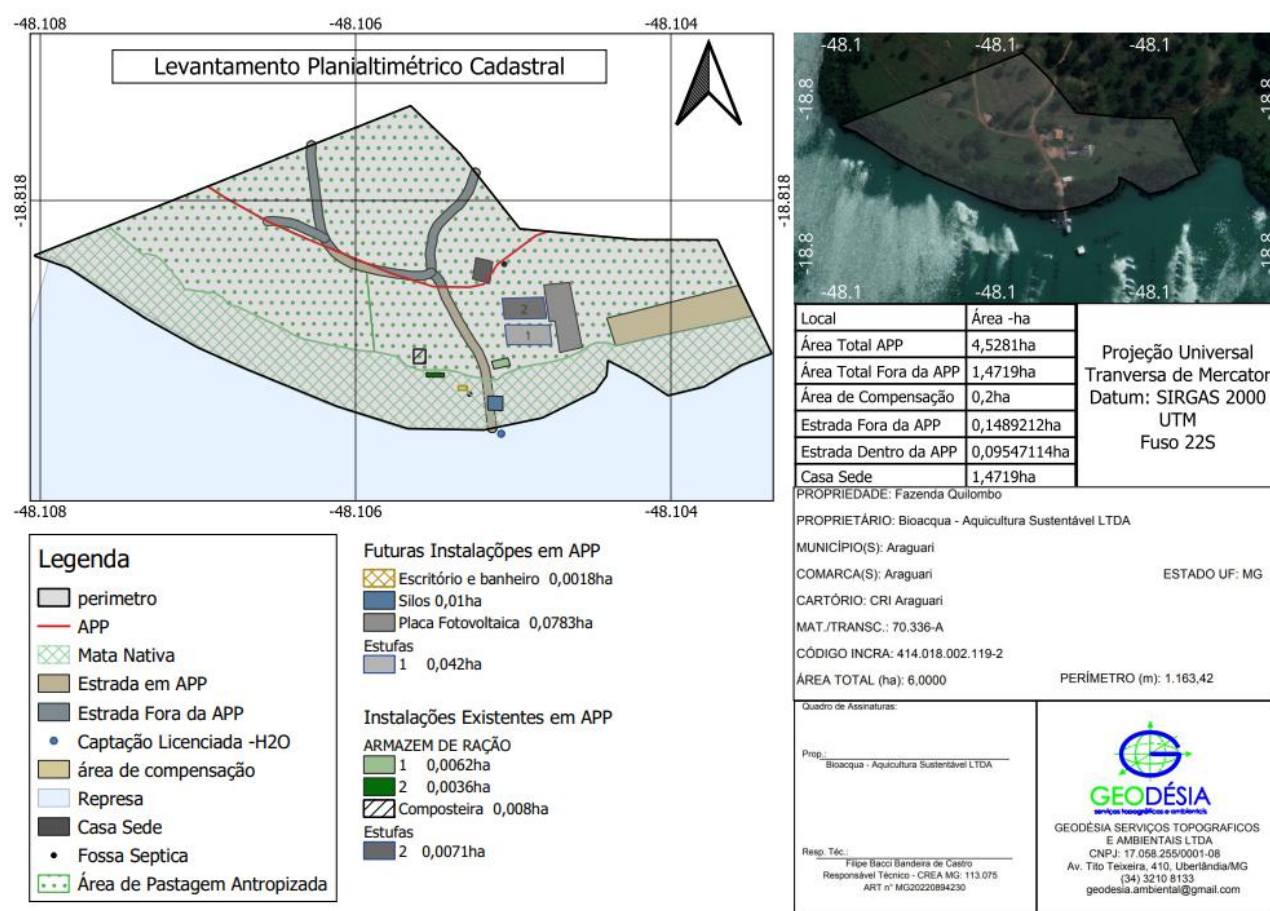 -48.108 -48.106 -48.104
Levantamento Planialtimétrico Cadastral
-18.818
-18.818
2
1
-48.108 -48.106 -48.104
-48.1 -48.1 -48.1
-18.8 -18.8
-18.8 -18.8
-48.1 -48.1 -48.1
Local Área -ha
Área Total APP 4,5281ha
Área Total Fora da APP 1,4719ha
Área de Compensação 0,2ha
Estrada Fora da APP 0,1489212ha
Estrada Dentro da APP 0,09547114ha
Casa Sede 1,4719ha
Projeção Universal
Tranversa de Mercator
Datum: SIRGAS 2000
UTM
Fuso 22S
PROPRIEDADE: Fazenda Quilombo
PROPRIETÁRIO: Bioacqua - Aquicultura Sustentável LTDA
MUNICÍPIO(S): Araguari
COMARCA(S): Araguari ESTADO UF: MG
CARTÓRIO: CRI Araguari
MAT./TRANSC.: 70.336-A
CÓDIGO INCRA: 414.018.002.119-2
ÁREA TOTAL (ha): 6,0000 PERÍMETRO (m): 1.163,42
Legenda
perimetro
APP
Mata Nativa
Estrada em APP
Estrada Fora da APP
Captação Licenciada -H2O
área de compensação
Represa
Casa Sede
Fossa Septica
Área de Pastagem Antropizada
Futuras Instalaçõpes em APP
Escritório e banheiro 0,0018ha
Silos 0,01ha
Placa Fotovoltaica 0,0783ha
Estufas
1 0,042ha
Instalações Existentes em APP
ARMAZEM DE RAÇÃO
1 0,0062ha
2 0,0036ha
Composteira 0,008ha
Estufas
2 0,0071ha
Quadro de Assinaturas:
Prop.:
Bioacqua - Aquicultura Sustentável LTDA
Resp. Téc.:
Filipe Bacci Bandeira de Castro
Responsável Técnico - CREA MG: 113.075
ART n° MG20220894230
GEODÉSIA
serviços topográficos e ambientais
GEODÉSIA SERVIÇOS TOPOGRAFICOS
E AMBIENTAIS LTDA
CNPJ: 17.058.255/0001-08
Av. Tito Teixeira, 410, Uberlândia/MG
(34) 3210 8133
geodesia.ambiental@gmail.com